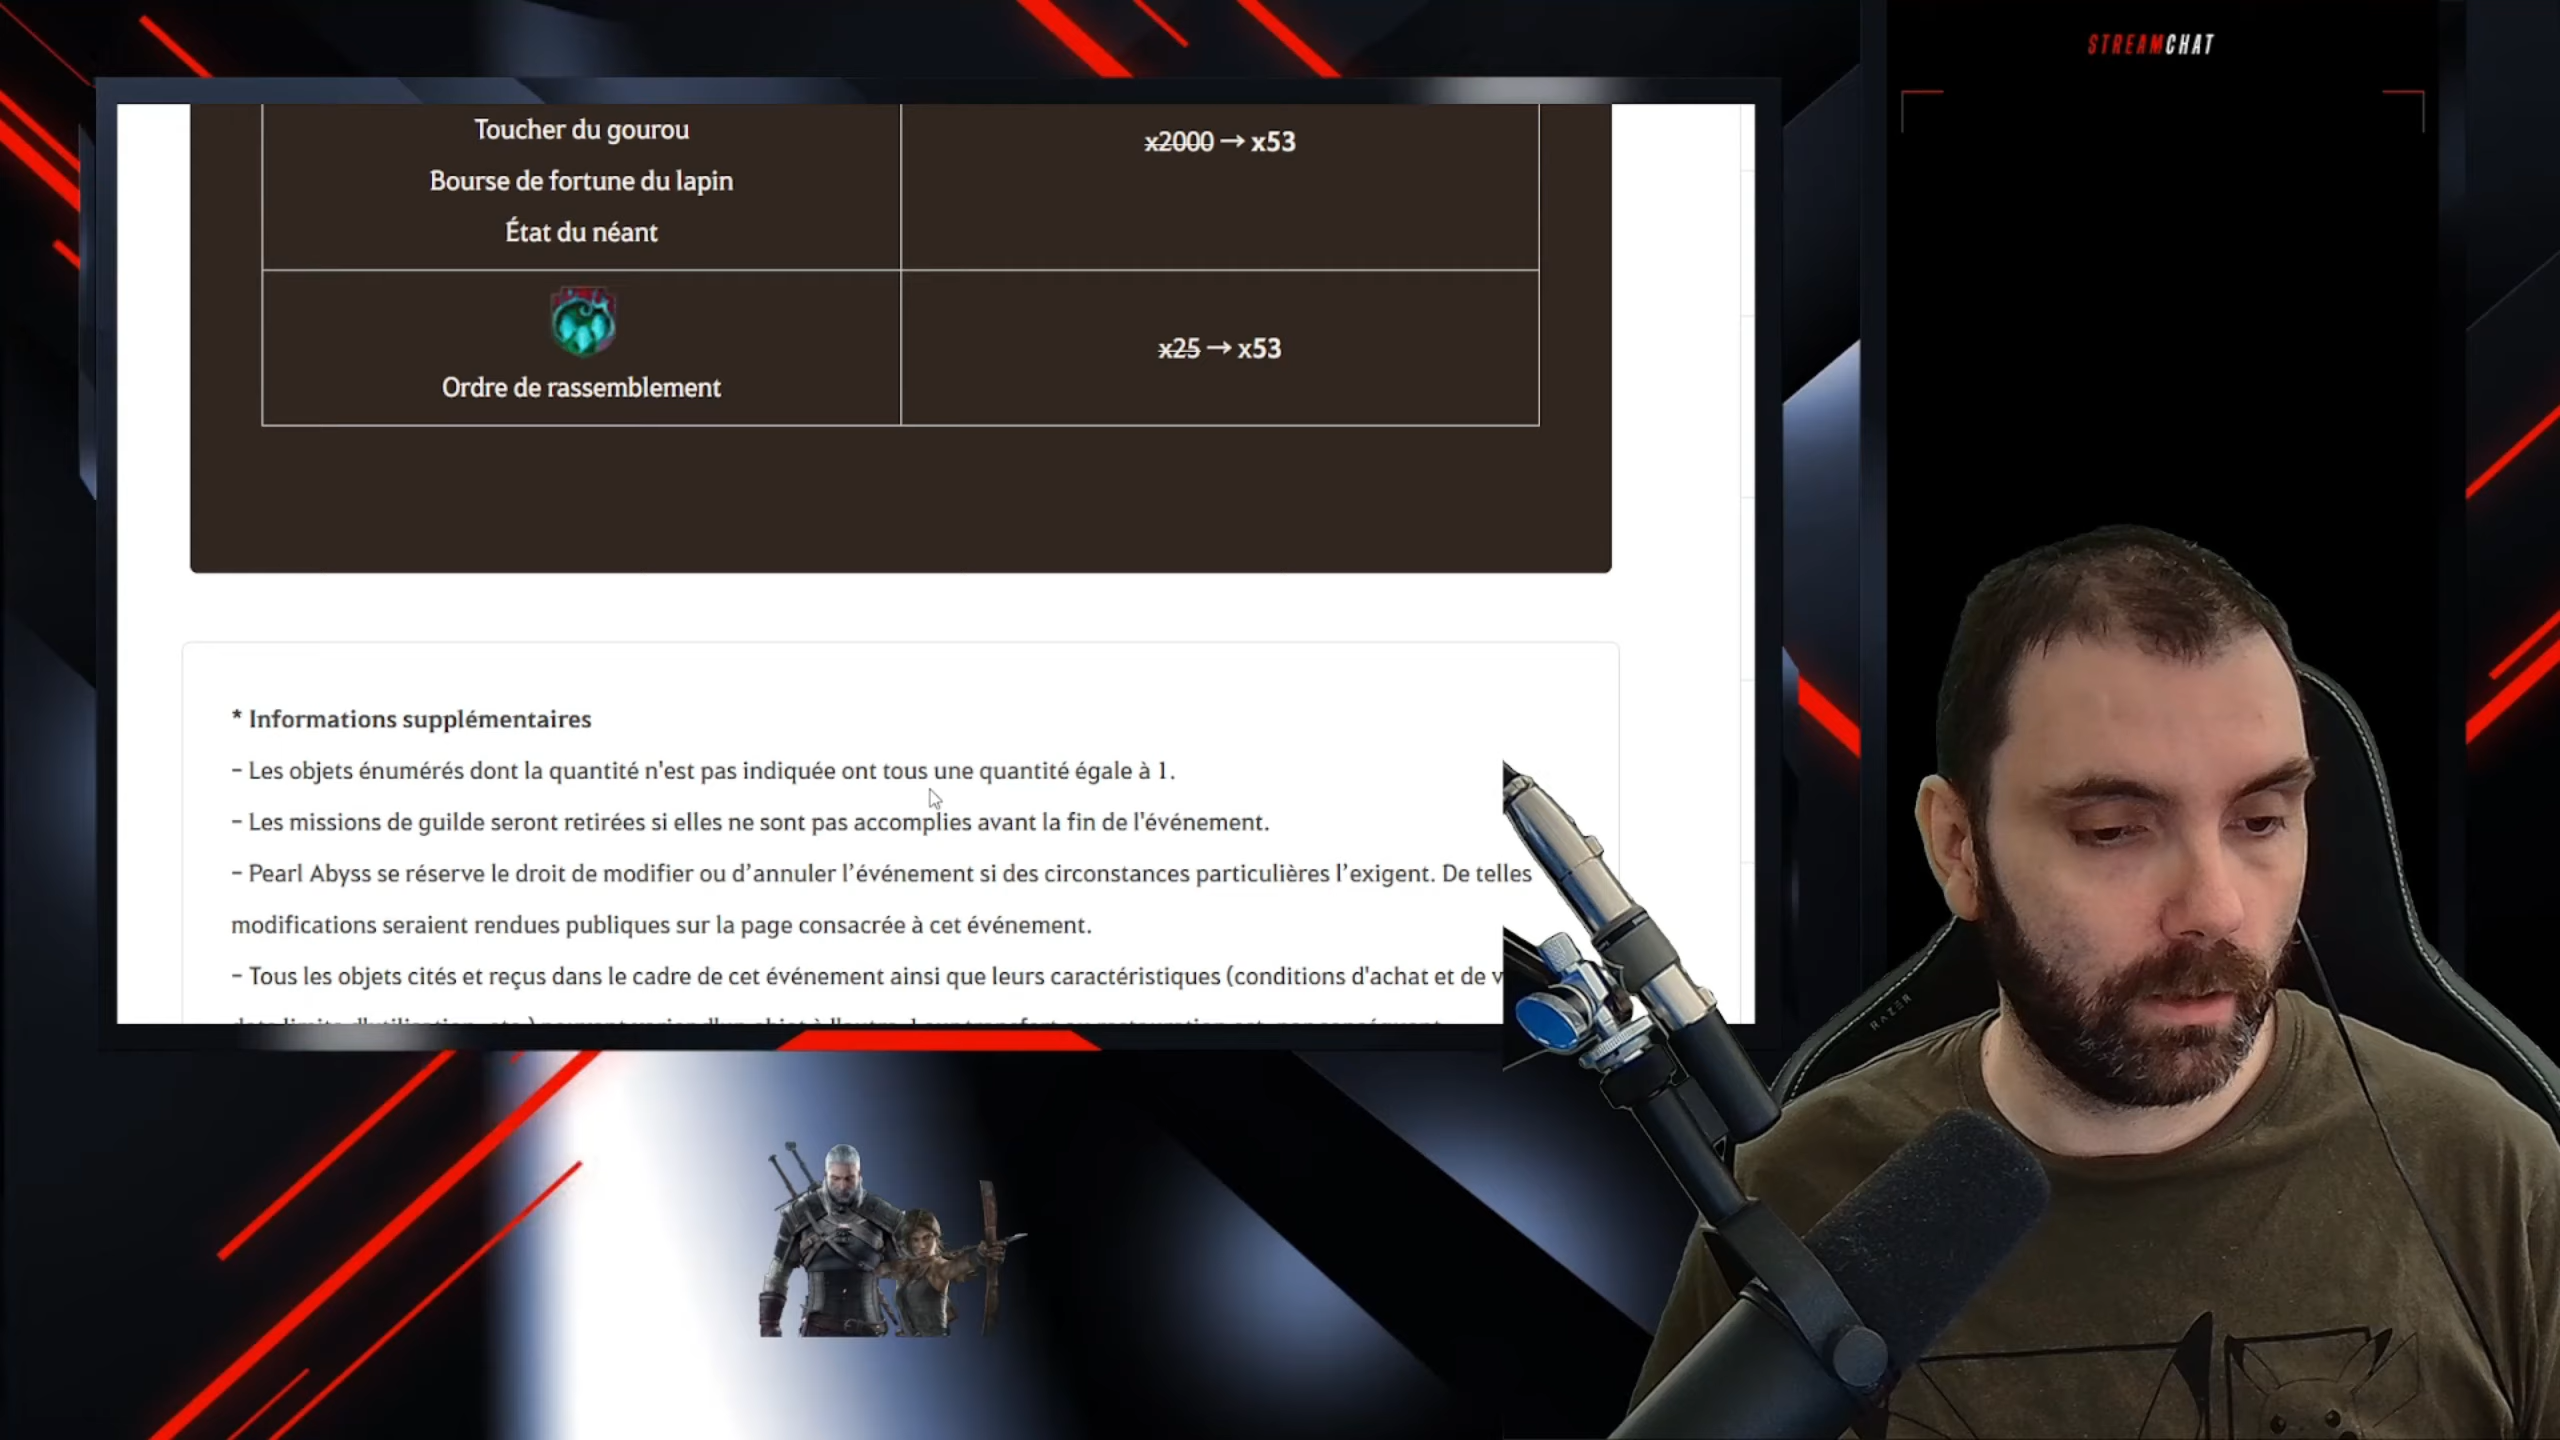 STREAMCHAT
Toucher du gourou
x2000 → x53
Bourse de fortune du lapin
État du néant
x25 → x53
Ordre de rassemblement
* Informations supplémentaires
- Les objets énumérés dont la quantité n'est pas indiquée ont tous une quantité égale à 1.
- Les missions de guilde seront retirées si elles ne sont pas accomplies avant la fin de l'événement.
- Pearl Abyss se réserve le droit de modifier ou d’annuler l’événement si des circonstances particulières l’exigent. De telles
modifications seraient rendues publiques sur la page consacrée à cet événement.
- Tous les objets cités et reçus dans le cadre de cet événement ainsi que leurs caractéristiques (conditions d'achat et de v
RAZER